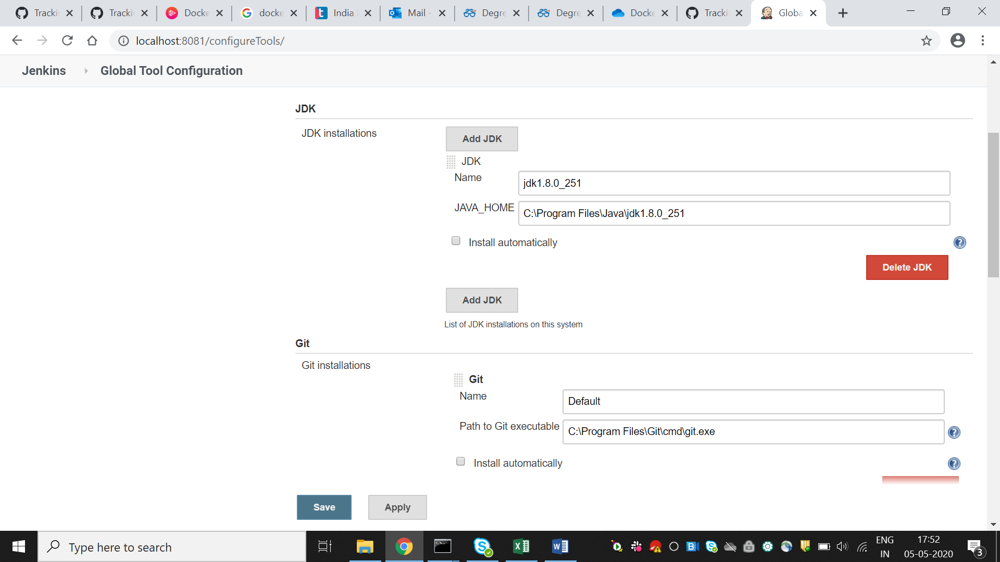 Trackin
Trackin
Docke
docke
India
Mail -
Degre
Degre
Docke
Tracki
Globa
localhost:8081/configureTools/
Jenkins
Global Tool Configuration
JDK
JDK installations
Add JDK
JDK
Name
jdk1.8.0_251
JAVA_HOME
C:\Program Files\Java\jdk1.8.0_251
Install automatically
Delete JDK
Add JDK
List of JDK installations on this system
Git
Git installations
Git
Name
Default
Path to Git executable
C:\Program Files\Git\cmd\git.exe
Install automatically
Save
Apply
Type here to search
ENG
IN
17:52
05-05-2020
3